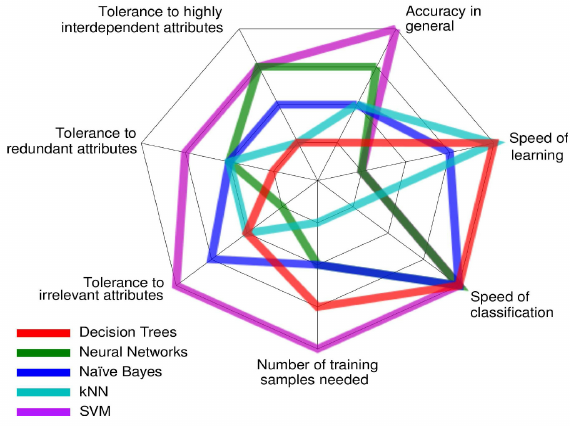 Tolerance to highly
interdependent attributes
Accuracy in
general
Tolerance to
redundant attributes
Speed of
learning
Tolerance to
irrelevant attributes
Speed of
classification
Number of training
samples needed
Decision Trees
Neural Networks
Naïve Bayes
kNN
SVM